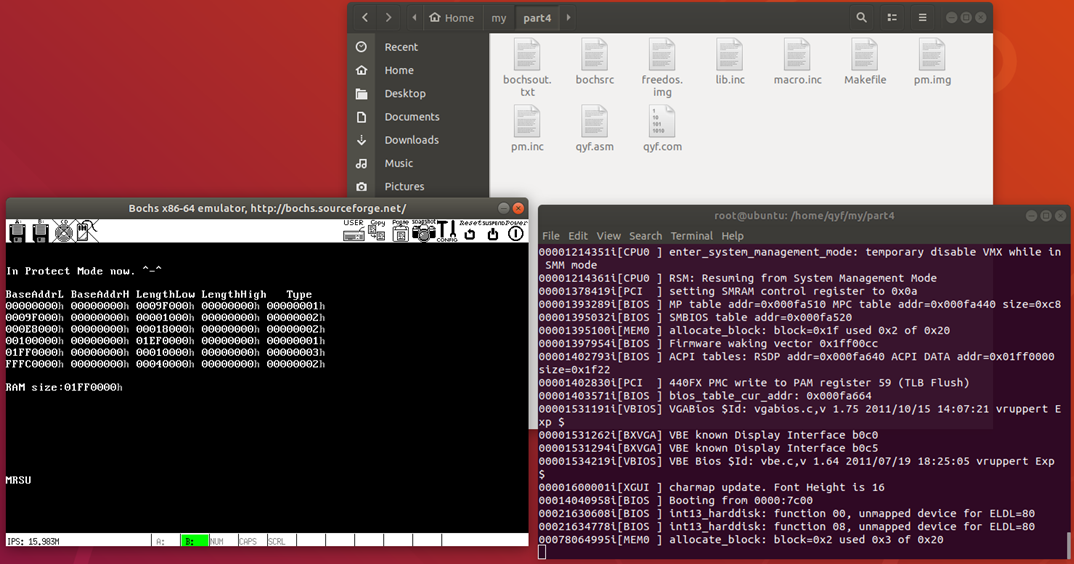 Home my part4
Recent
Home
Desktop
Documents
Downloads
Music
Pictures
bochsout.txt bochsrc freedos.img lib.inc macro.inc Makefile pm.img
pm.inc qyf.asm qyf.com
Bochs x86-64 emulator, http://bochs.sourceforge.net/
A: B: CD USER Copy Paste snapshot CONFIG Reset suspend Power
In Protect Mode now. ^-^
BaseAddrL BaseAddrH LengthLow LengthHigh Type
00000000h 00000000h 0009F000h 00000000h 00000001h
0009F000h 00000000h 00001000h 00000000h 00000002h
000E8000h 00000000h 00018000h 00000000h 00000002h
00100000h 00000000h 01EF0000h 00000000h 00000001h
01FF0000h 00000000h 00010000h 00000000h 00000003h
FFFC0000h 00000000h 00040000h 00000000h 00000002h
RAM size:01FF0000h
MRSU
IPS: 15.983M A: B: NUM CAPS SCRL
root@ubuntu: /home/qyf/my/part4
File Edit View Search Terminal Help
00001214351i[CPU0 ] enter_system_management_mode: temporary disable VMX while in
SMM mode
00001214361i[CPU0 ] RSM: Resuming from System Management Mode
00001378419i[PCI ] setting SMRAM control register to 0x0a
00001393289i[BIOS ] MP table addr=0x000fa510 MPC table addr=0x000fa440 size=0xc8
00001395032i[BIOS ] SMBIOS table addr=0x000fa520
00001395100i[MEM0 ] allocate_block: block=0x1f used 0x2 of 0x20
00001397954i[BIOS ] Firmware waking vector 0x1ff00cc
00001402793i[BIOS ] ACPI tables: RSDP addr=0x000fa640 ACPI DATA addr=0x01ff0000
size=0x1f22
00001402830i[PCI ] 440FX PMC write to PAM register 59 (TLB Flush)
00001403571i[BIOS ] bios_table_cur_addr: 0x000fa664
00001531191i[VBIOS] VGABios $Id: vgabios.c,v 1.75 2011/10/15 14:07:21 vruppert E
xp $
00001531262i[BXVGA] VBE known Display Interface b0c0
00001531294i[BXVGA] VBE known Display Interface b0c5
00001534219i[VBIOS] VBE Bios $Id: vbe.c,v 1.64 2011/07/19 18:25:05 vruppert Exp
$
00001600001i[XGUI ] charmap update. Font Height is 16
00014040958i[BIOS ] Booting from 0000:7c00
00021630608i[BIOS ] int13_harddisk: function 00, unmapped device for ELDL=80
00021634778i[BIOS ] int13_harddisk: function 08, unmapped device for ELDL=80
00078064995i[MEM0 ] allocate_block: block=0x2 used 0x3 of 0x20